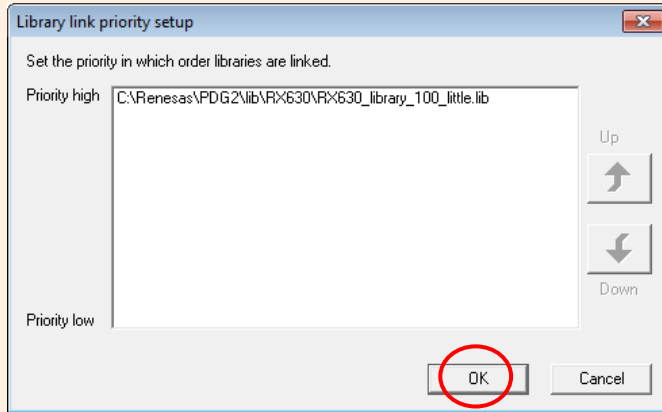 Library link priority setup
Set the priority in which order libraries are linked.
Priority high
C:\Renesas\PDG2\lib\RX630\RX630_library_100_little.lib
Up
Down
Priority low
OK
Cancel